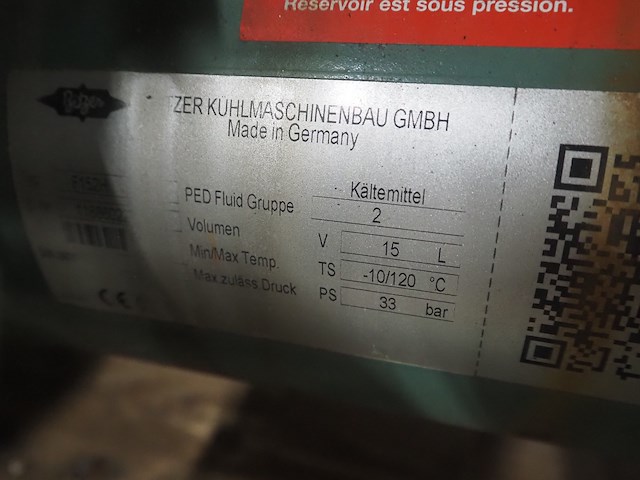 Réservoir est sous pression.
ZER KÜHLMASCHINENBAU GMBH
Made in Germany
Kältemittel
PED Fluid Gruppe 2
Volumen V 15 L
Min/Max Temp. TS -10/120 °C
Max.zuläss Druck PS 33 bar
CE